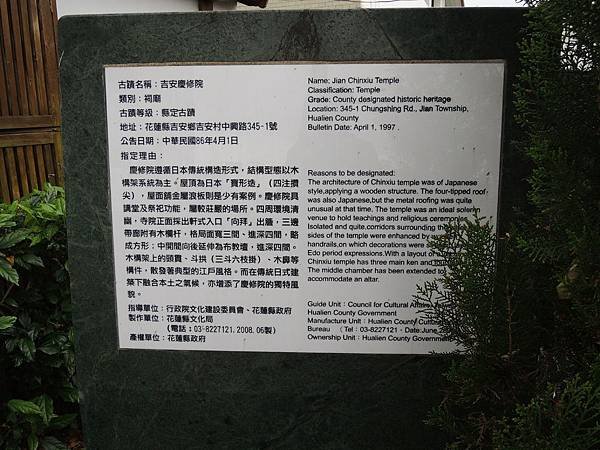 古蹟名稱：吉安慶修院
類別：祠廟
古蹟等級：縣定古蹟
地址：花蓮縣吉安鄉吉安村中興路345-1號
公告日期：中華民國86年4月1日
指定理由：
慶修院遵循日本傳統構造形式，結構型態以木
構架系統為主。屋頂為日本「寶形造」（四注攢
尖），屋面鋪金屬浪板則是少有案例。慶修院具
講堂及祭祀功能，屬較莊嚴的場所。四周環境清
幽，寺院正面採出軒式入口「向拜」出簷，三邊
帶廊附有木欄杆，格局面寬三間、進深四間，略
成方形；中間開間向後延伸為布教壇，進深四間。
木構架上的頭貫、斗拱（三斗六枝掛）、木鼻等
構件，散發著典型的江戶風格。而在傳統日式建
築下融合本土之氣候，亦增添了慶修院的獨特風
貌。
指導單位：行政院文化建設委員會、花蓮縣政府
製作單位：花蓮縣文化局
（電話：03-8227121，2008.06製）
產權單位：花蓮縣政府
Name: Jian Chinxiu Temple
Classification: Temple
Grade: County designated historic heritage
Location: 345-1 Chungshing Rd., Jian Township,
Hualien County
Bulletin Date: April 1, 1997 .
Reasons to be designated:
The architecture of Chinxiu temple was of Japanese
style,applying a wooden structure. The four-tipped roof
was also Japanese,but the metal roofing was quite
unusual at that time. The temple was an ideal solemn
venue to hold teachings and religious ceremonies.
Isolated and quite,corridors surrounding the
sides of the temple were enhanced by
handrails,on which decorations were
Edo period expressions.With a layout of
Chinxiu temple has three main ken and
The middle chamber has been extended to
accommodate an altar.
Guide Unit：Council for Cultural Affairs
Hualien County Government
Manufacture Unit：Hualien County Cultural
Bureau （Tel：03-8227121，Date:June,
Ownership Unit：Hualien County Government